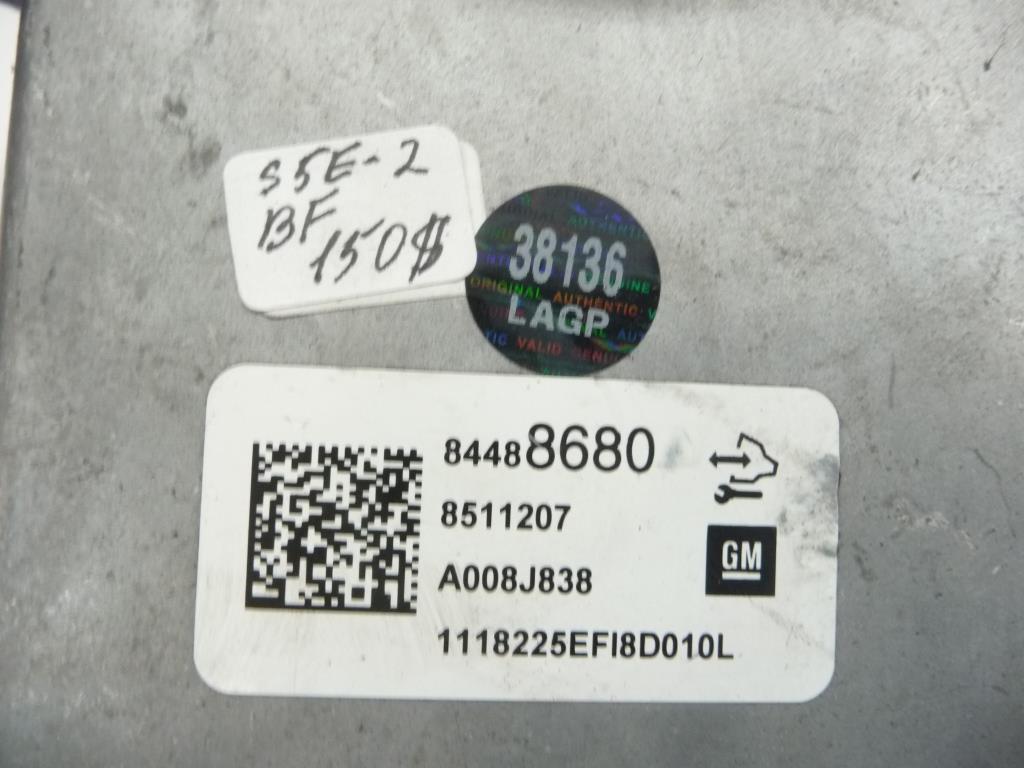 S5E-2
BF
150$
38136
LAGP
ORIGINAL AUTHENTIC
VALID
84488680
8511207
A008J838
GM
1118225EFI8D010L